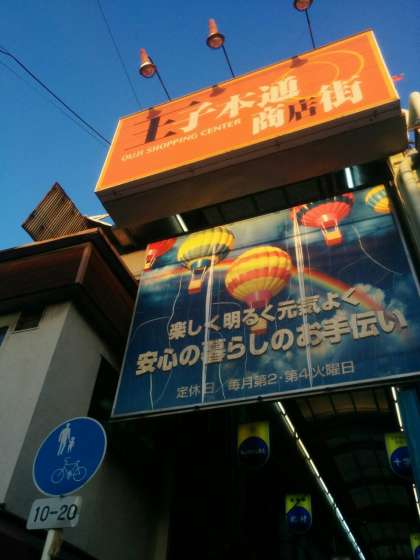 王子本通
商店街
OUJI SHOPPING CENTER
楽しく明るく元気よく
安心の暮らしのお手伝い
定休日／毎月第2・第4火曜日
10-20